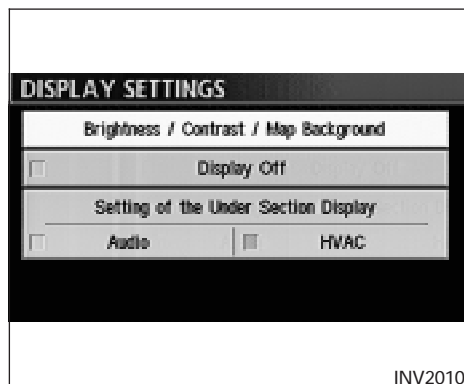 DISPLAY SETTINGS
Brightness / Contrast / Map Background
Display Off
Setting of the Under Section Display
Audio HVAC
INV2010